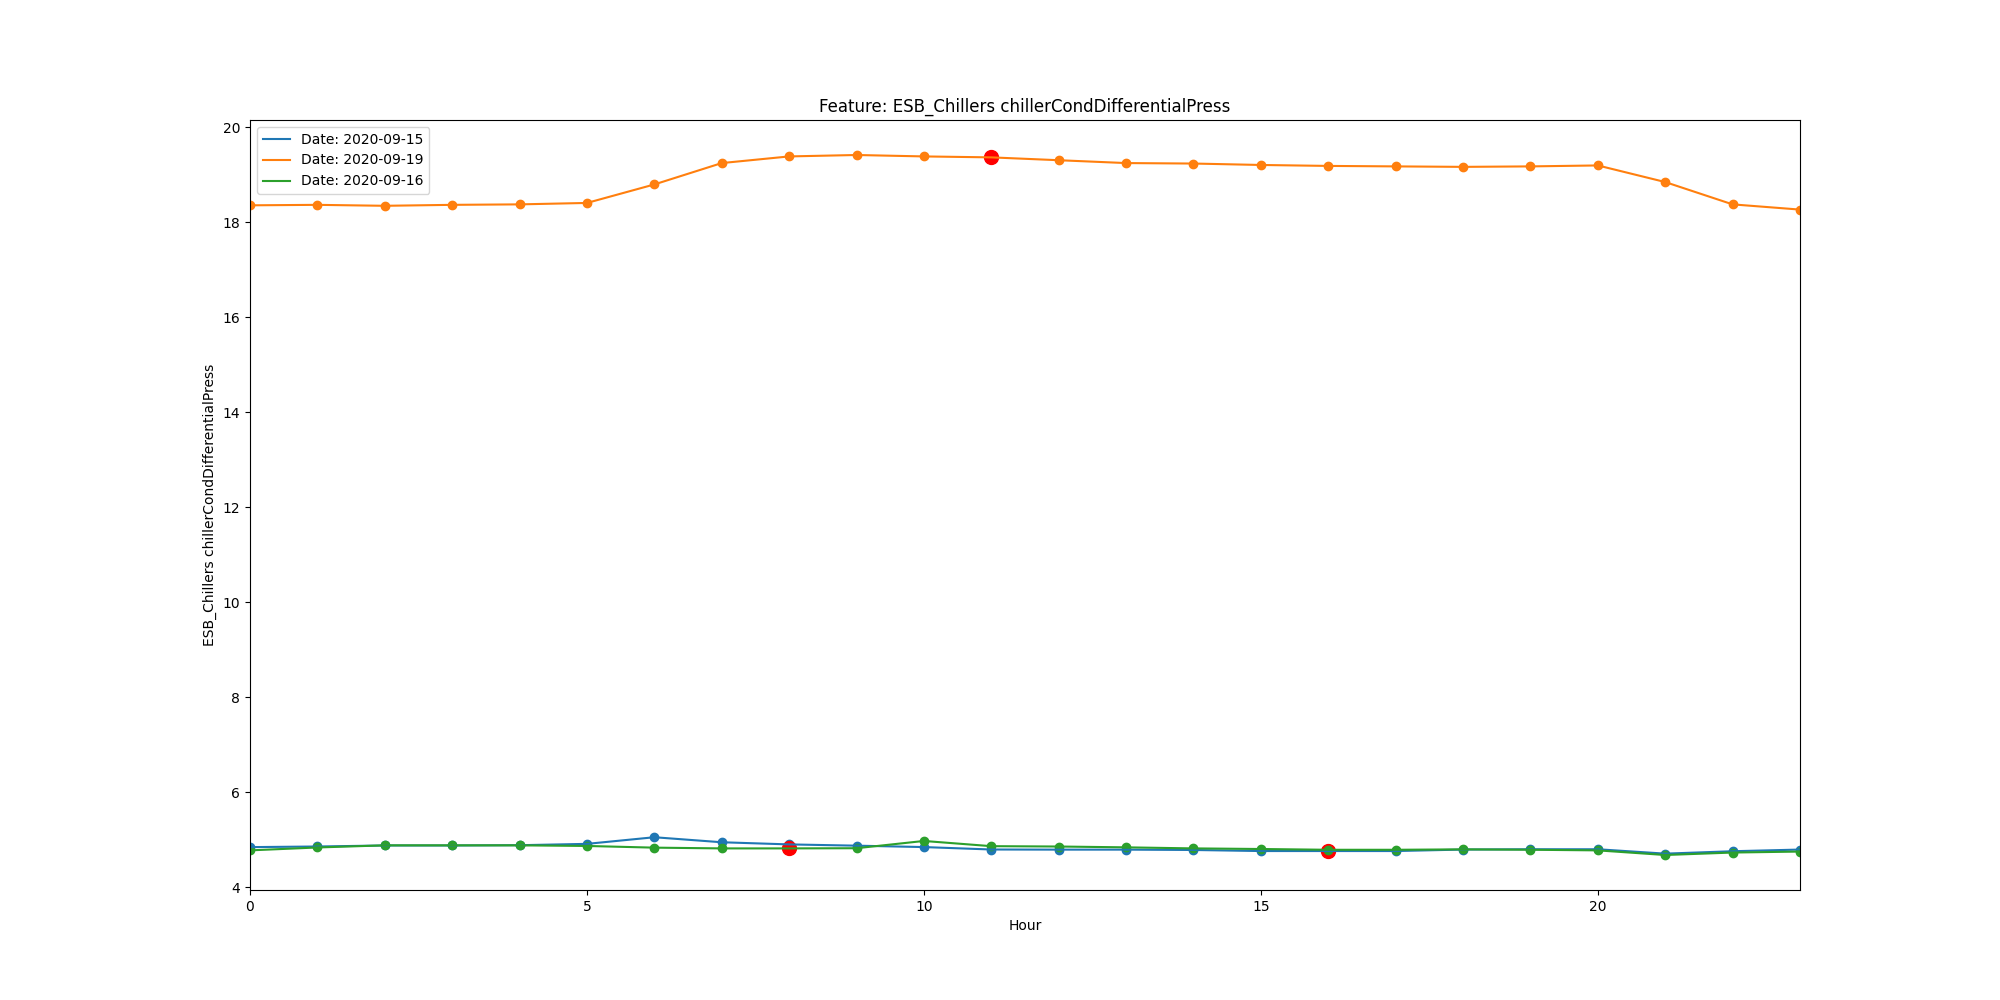 Feature: ESB_Chillers chillerCondDifferentialPress
Date: 2020-09-15
Date: 2020-09-19
Date: 2020-09-16
ESB_Chillers chillerCondDifferentialPress
20
18
16
14
12
10
8
6
4
0 5 10 15 20
Hour